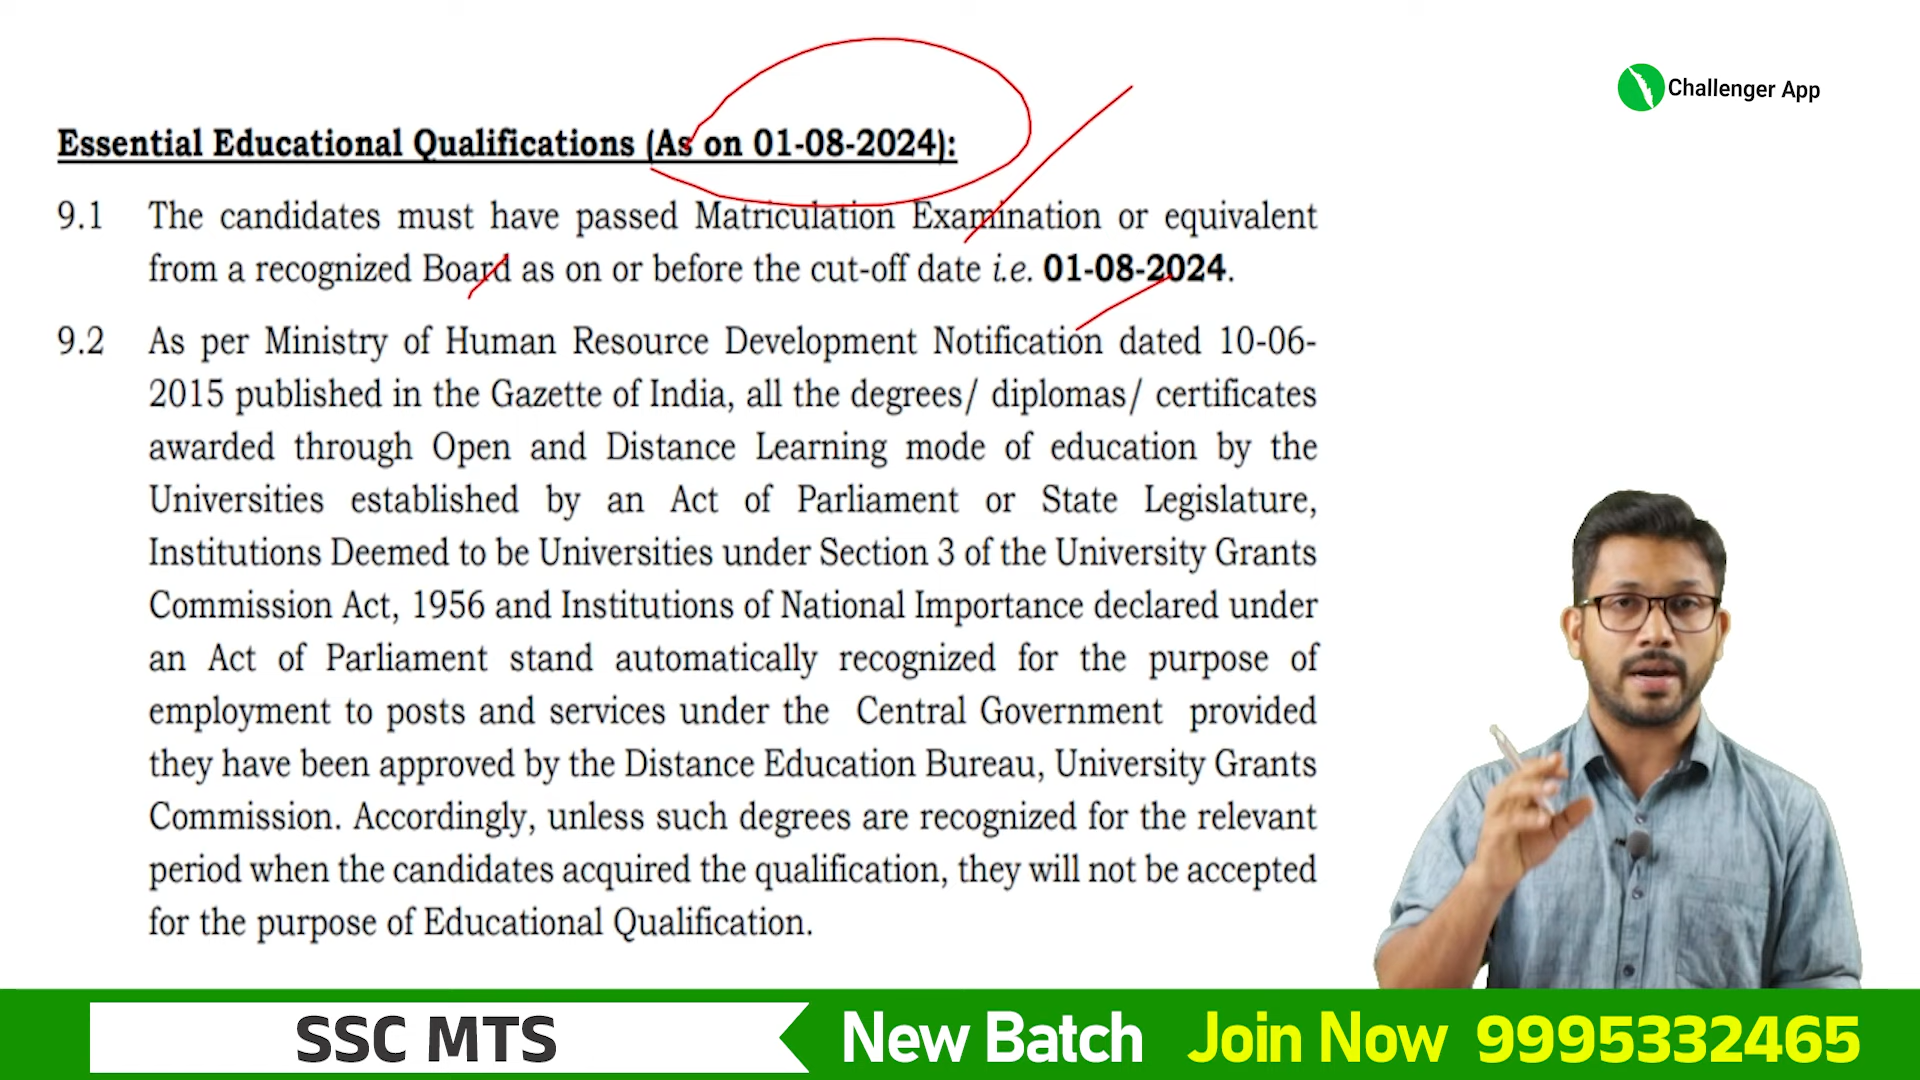 Challenger App
Essential Educational Qualifications (As on 01-08-2024):
9.1 The candidates must have passed Matriculation Examination or equivalent
from a recognized Board as on or before the cut-off date i.e. 01-08-2024.
9.2 As per Ministry of Human Resource Development Notification dated 10-06-
2015 published in the Gazette of India, all the degrees/ diplomas/ certificates
awarded through Open and Distance Learning mode of education by the
Universities established by an Act of Parliament or State Legislature,
Institutions Deemed to be Universities under Section 3 of the University Grants
Commission Act, 1956 and Institutions of National Importance declared under
an Act of Parliament stand automatically recognized for the purpose of
employment to posts and services under the Central Government provided
they have been approved by the Distance Education Bureau, University Grants
Commission. Accordingly, unless such degrees are recognized for the relevant
period when the candidates acquired the qualification, they will not be accepted
for the purpose of Educational Qualification.
SSC MTS New Batch Join Now 9995332465